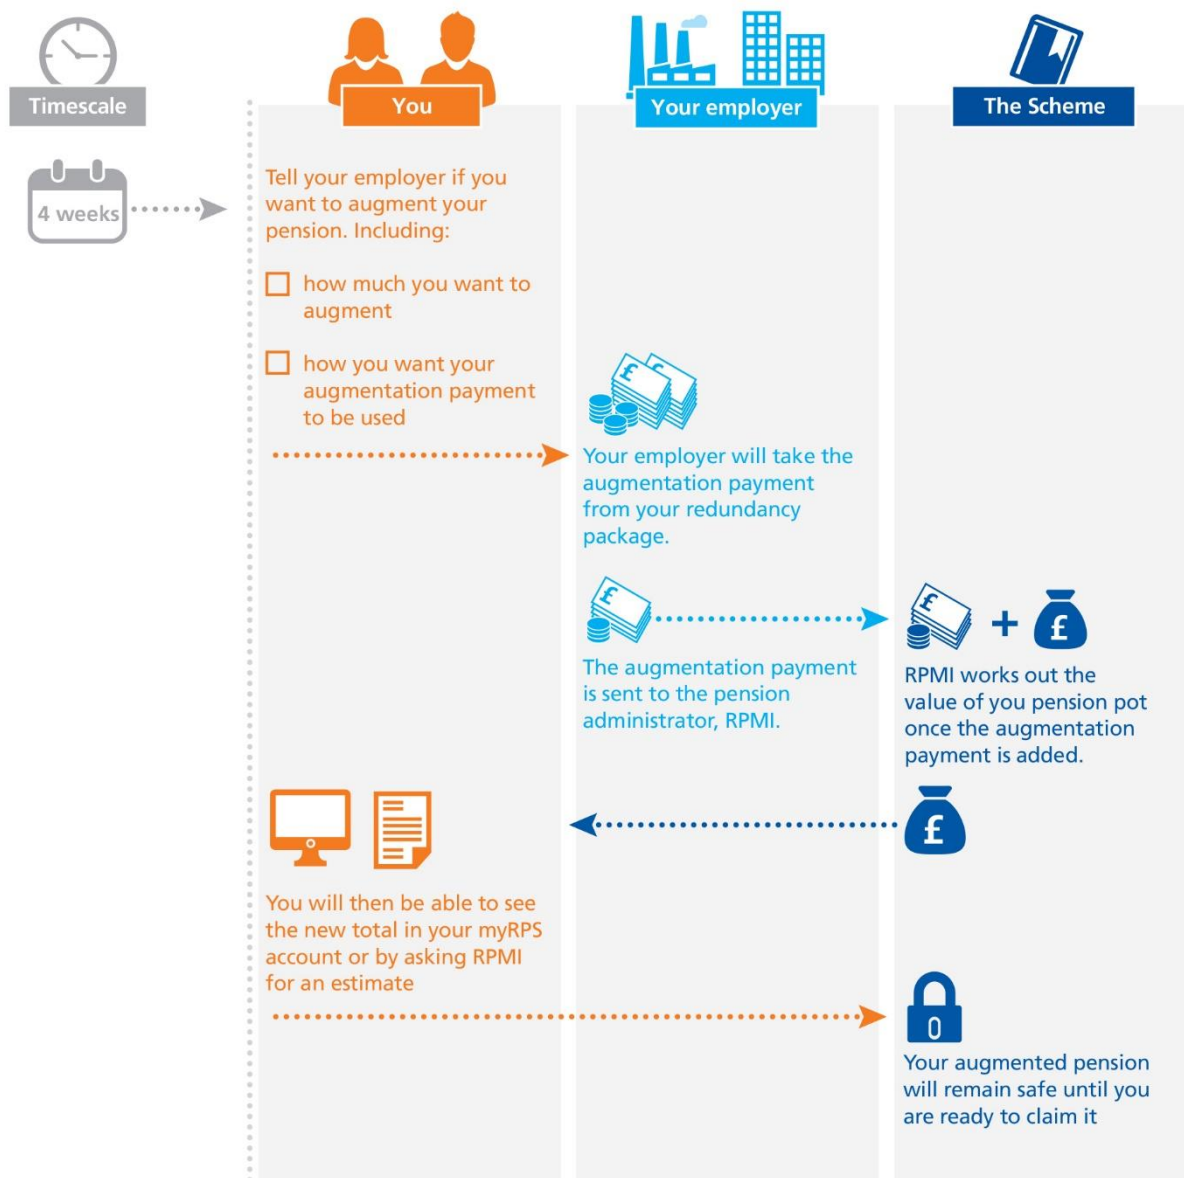 Timescale
You
Your employer
The Scheme
4 weeks
Tell your employer if you
want to augment your
pension. Including:
how much you want to
augment
how you want your
augmentation payment
to be used
£
Your employer will take the
augmentation payment
from your redundancy
package.
£
The augmentation payment
is sent to the pension
administrator, RPMI.
£ + £
RPMI works out the
value of you pension pot
once the augmentation
payment is added.
£
You will then be able to see
the new total in your myRPS
account or by asking RPMI
for an estimate
Your augmented pension
will remain safe until you
are ready to claim it